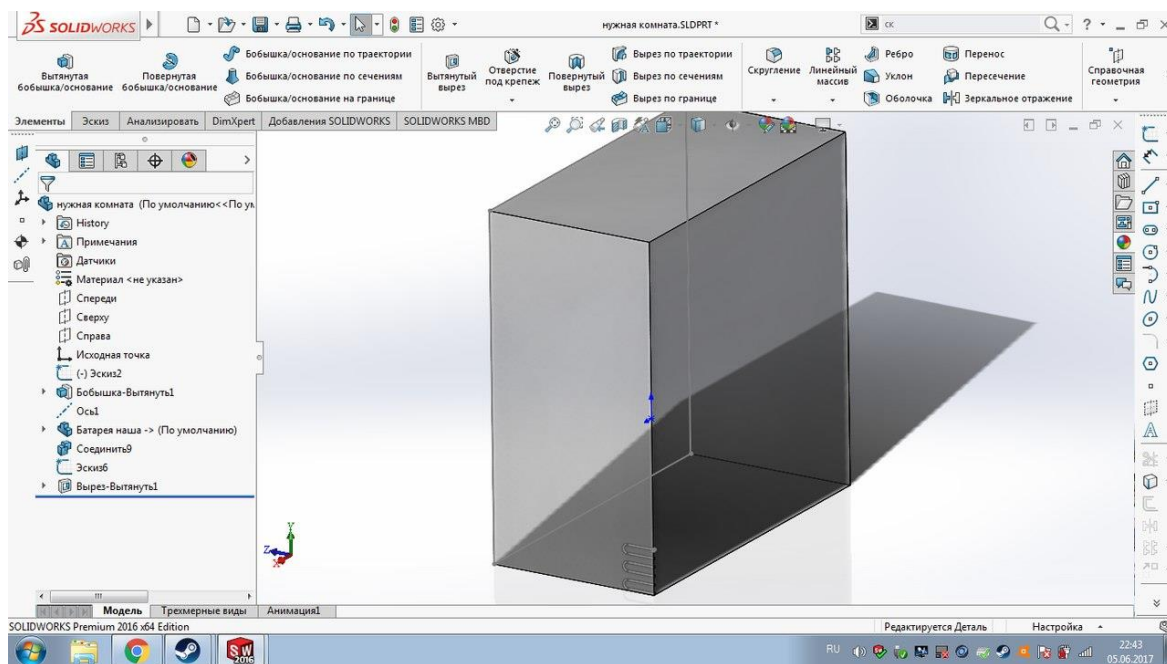 SOLIDWORKS
нужная комната.SLDPRT *
ск
Вытянутая бобышка/основание
Повернутая бобышка/основание
Бобышка/основание по траектории
Бобышка/основание по сечениям
Бобышка/основание на границе
Вытянутый вырез
Отверстие под крепеж
Повернутый вырез
Вырез по траектории
Вырез по сечениям
Вырез по границе
Скругление
Линейный массив
Ребро
Уклон
Оболочка
Перенос
Пересечение
Зеркальное отражение
Справочная геометрия
Элементы Эскиз Анализировать DimXpert Добавления SOLIDWORKS SOLIDWORKS MBD
нужная комната (По умолчанию<<По ум
History
Примечания
Датчики
Материал <не указан>
Спереди
Сверху
Справа
Исходная точка
(-) Эскиз2
Бобышка-Вытянуть1
Ось1
Батарея наша -> (По умолчанию)
Соединить9
Эскиз6
Вырез-Вытянуть1
Y
Z
X
Модель Трехмерные виды Анимация1
SOLIDWORKS Premium 2016 x64 Edition
Редактируется Деталь Настройка
SW 2016
RU
22:43
05.06.2017